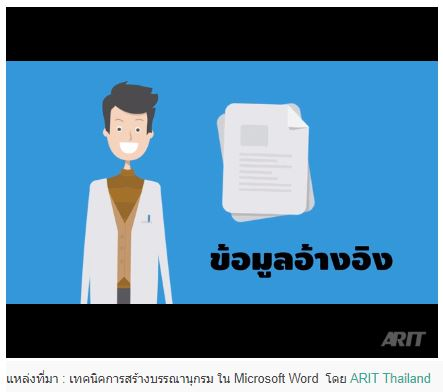 ข้อมูลอ้างอิง
ARIT
แหล่งที่มา : เทคนิคการสร้างบรรณานุกรม ใน Microsoft Word โดย ARIT Thailand